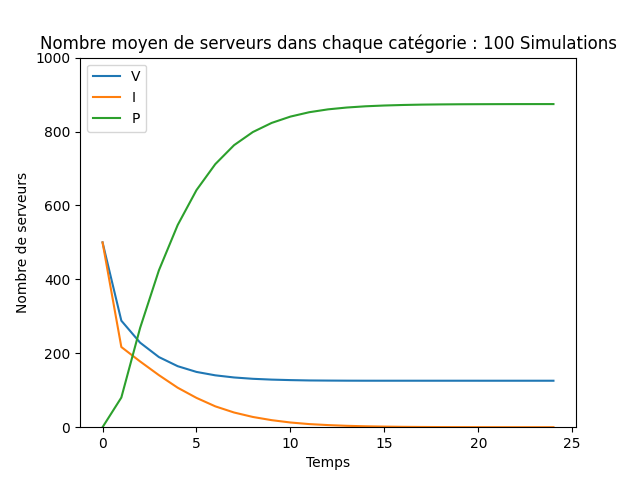 Nombre moyen de serveurs dans chaque catégorie : 100 Simulations
1000
800
600
400
200
0
V
I
P
Nombre de serveurs
0
5
10
15
20
25
Temps